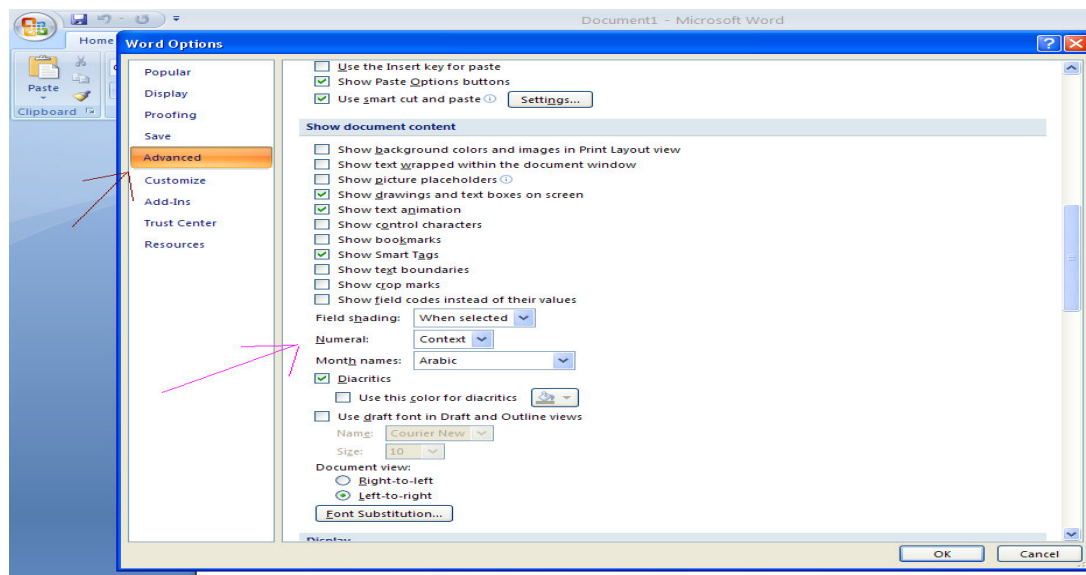 Document1 - Microsoft Word
Home
Word Options
Paste
Clipboard
Popular
Display
Proofing
Save
Advanced
Customize
Add-Ins
Trust Center
Resources
Use the Insert key for paste
Show Paste Options buttons
Use smart cut and paste
Settings...
Show document content
Show background colors and images in Print Layout view
Show text wrapped within the document window
Show picture placeholders
Show drawings and text boxes on screen
Show text animation
Show control characters
Show bookmarks
Show Smart Tags
Show text boundaries
Show crop marks
Show field codes instead of their values
Field shading: When selected
Numeral: Context
Month names: Arabic
Diacritics
Use this color for diacritics
Use draft font in Draft and Outline views
Name: Courier New
Size: 10
Document view:
Right-to-left
Left-to-right
Font Substitution...
Display
OK Cancel